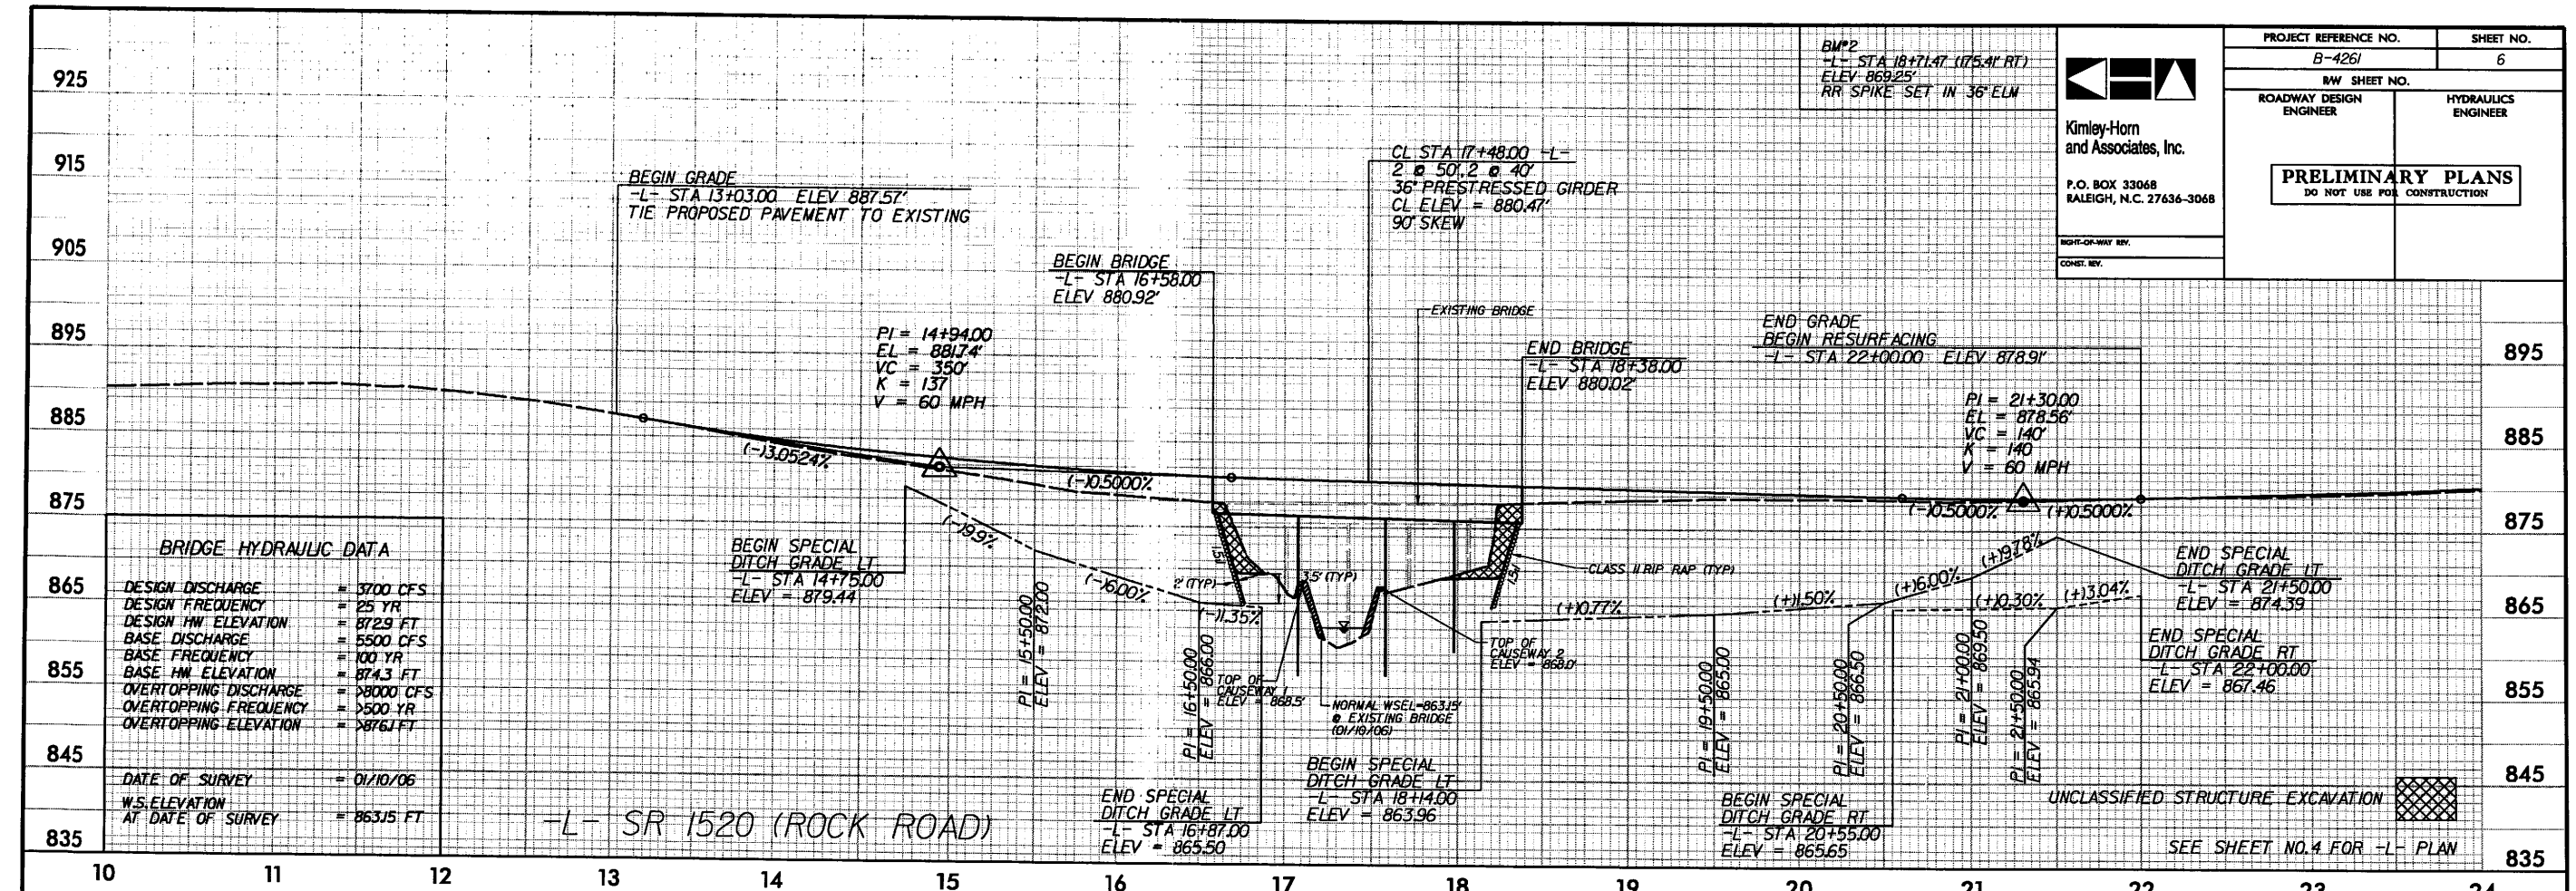 925
915
905
895
885
875
865
855
845
835
BEGIN GRADE
-L- STA 13+03.00 ELEV 887.57'
TIE PROPOSED PAVEMENT TO EXISTING
BEGIN BRIDGE
-L- STA 16+58.00
ELEV 880.92'
PI = 14+94.00
EL = 881.74'
VC = 350'
K = 137
V = 60 MPH
CL STA 17+48.00 -L-
2 @ 50', 2 @ 40'
36" PRESTRESSED GIRDER
CL ELEV = 880.47'
90° SKEW
EXISTING BRIDGE
END BRIDGE
-L- STA 18+38.00
ELEV 880.02'
BM#2
-L- STA 18+71.47 (175.41' RT)
ELEV 869.25'
RR SPIKE SET IN 36" ELM
Kimley-Horn
and Associates, Inc.
P.O. BOX 33068
RALEIGH, N.C. 27636-3068
RIGHT-OF-WAY REV.
CONST. REV.
PROJECT REFERENCE NO.
SHEET NO.
B-4261
6
R/W SHEET NO.
ROADWAY DESIGN
ENGINEER
HYDRAULICS
ENGINEER
PRELIMINARY PLANS
DO NOT USE FOR CONSTRUCTION
END GRADE
BEGIN RESURFACING
-L- STA 22+00.00 ELEV 878.91'
PI = 21+30.00
EL = 878.56'
VC = 140'
K = 140
V = 60 MPH
895
885
875
865
855
845
835
(-)3.0524%
(-)0.5000%
(-)0.5000%
(+)0.5000%
BRIDGE HYDRAULIC DATA
DESIGN DISCHARGE = 3700 CFS
DESIGN FREQUENCY = 25 YR
DESIGN HW ELEVATION = 872.9 FT
BASE DISCHARGE = 5500 CFS
BASE FREQUENCY = 100 YR
BASE HW ELEVATION = 874.3 FT
OVERTOPPING DISCHARGE = >8000 CFS
OVERTOPPING FREQUENCY = >500 YR
OVERTOPPING ELEVATION = >876.1 FT
DATE OF SURVEY = 01/10/06
W.S. ELEVATION
AT DATE OF SURVEY = 863.15 FT
BEGIN SPECIAL
DITCH GRADE LT
-L- STA 14+75.00
ELEV = 879.44
(-)9.9%
(-)6.00%
(-)1.35%
PI = 15+50.00
ELEV = 872.00
PI = 16+50.00
ELEV = 866.00
1.5:1
2' (TYP)
3.5' (TYP)
1.5:1
CLASS II RIP RAP (TYP)
TOP OF
CAUSEWAY 1
ELEV = 868.5'
NORMAL WSEL=863.15'
@ EXISTING BRIDGE
(01/10/06)
TOP OF
CAUSEWAY 2
ELEV = 868.0'
(+)0.77%
(+)1.50%
(+)6.00%
(+)9.78%
(+)0.30%
(+)3.04%
PI = 19+50.00
ELEV = 865.00
PI = 20+50.00
ELEV = 866.50
PI = 21+00.00
ELEV = 869.50
PI = 21+50.00
ELEV = 865.94
END SPECIAL
DITCH GRADE LT
-L- STA 21+50.00
ELEV = 874.39
END SPECIAL
DITCH GRADE RT
-L- STA 22+00.00
ELEV = 867.46
END SPECIAL
DITCH GRADE LT
-L- STA 16+87.00
ELEV = 865.50
BEGIN SPECIAL
DITCH GRADE LT
-L- STA 18+14.00
ELEV = 863.96
BEGIN SPECIAL
DITCH GRADE RT
-L- STA 20+55.00
ELEV = 865.65
UNCLASSIFIED STRUCTURE EXCAVATION
SEE SHEET NO. 4 FOR -L- PLAN
-L- SR 1520 (ROCK ROAD)
10 11 12 13 14 15 16 17 18 19 20 21 22 23 24